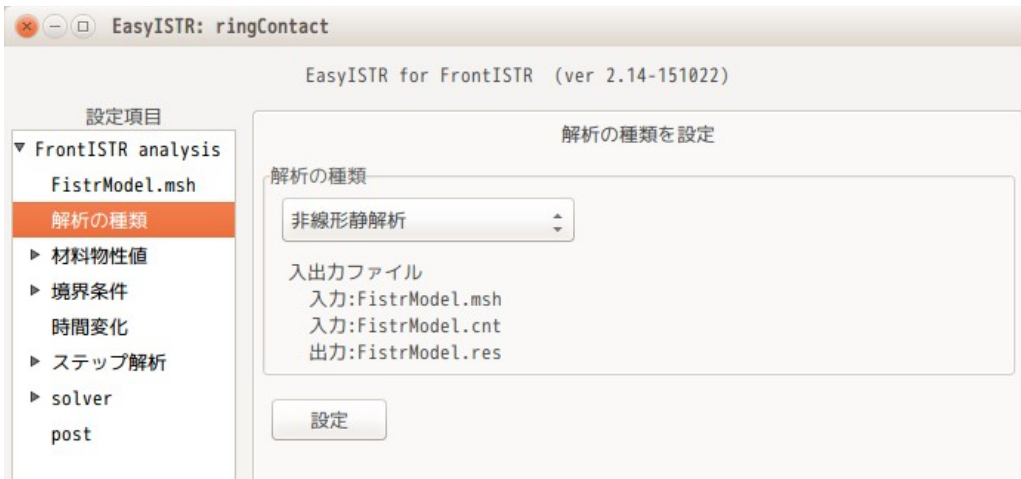 EasyISTR: ringContact
EasyISTR for FrontISTR (ver 2.14-151022)
設定項目
FrontISTR analysis
FistrModel.msh
解析の種類
材料物性値
境界条件
時間変化
ステップ解析
solver
post
解析の種類を設定
解析の種類
非線形静解析
入出力ファイル
入力:FistrModel.msh
入力:FistrModel.cnt
出力:FistrModel.res
設定